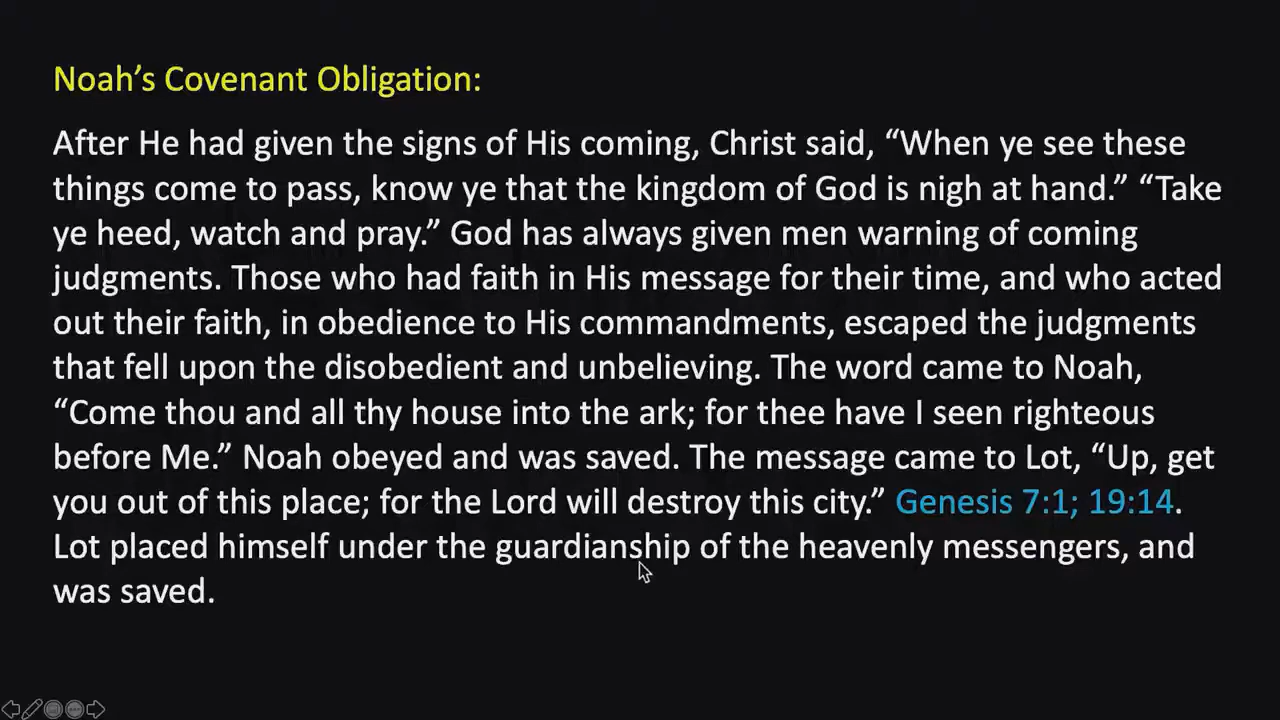 Noah’s Covenant Obligation:
After He had given the signs of His coming, Christ said, “When ye see these
things come to pass, know ye that the kingdom of God is nigh at hand.” “Take
ye heed, watch and pray.” God has always given men warning of coming
judgments. Those who had faith in His message for their time, and who acted
out their faith, in obedience to His commandments, escaped the judgments
that fell upon the disobedient and unbelieving. The word came to Noah,
“Come thou and all thy house into the ark; for thee have I seen righteous
before Me.” Noah obeyed and was saved. The message came to Lot, “Up, get
you out of this place; for the Lord will destroy this city.” Genesis 7:1; 19:14.
Lot placed himself under the guardianship of the heavenly messengers, and
was saved.